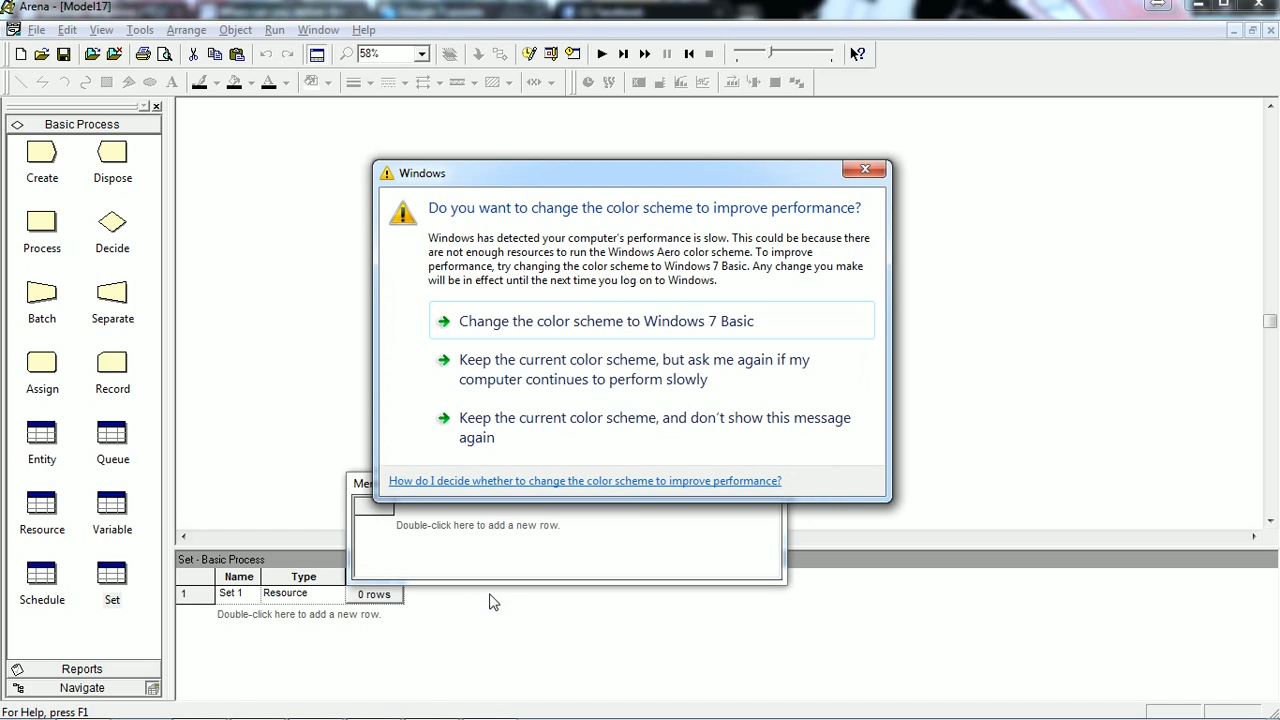 Arena - [Model17]
File Edit View Tools Arrange Object Run Window Help
58%
Basic Process
Create Dispose
Process Decide
Batch Separate
Assign Record
Entity Queue
Resource Variable
Schedule Set
Reports
Navigate
Windows
Do you want to change the color scheme to improve performance?
Windows has detected your computer's performance is slow. This could be because there
are not enough resources to run the Windows Aero color scheme. To improve
performance, try changing the color scheme to Windows 7 Basic. Any change you make
will be in effect until the next time you log on to Windows.
Change the color scheme to Windows 7 Basic
Keep the current color scheme, but ask me again if my
computer continues to perform slowly
Keep the current color scheme, and don't show this message
again
How do I decide whether to change the color scheme to improve performance?
Double-click here to add a new row.
Set - Basic Process
Name Type
1 Set 1 Resource 0 rows
Double-click here to add a new row.
For Help, press F1